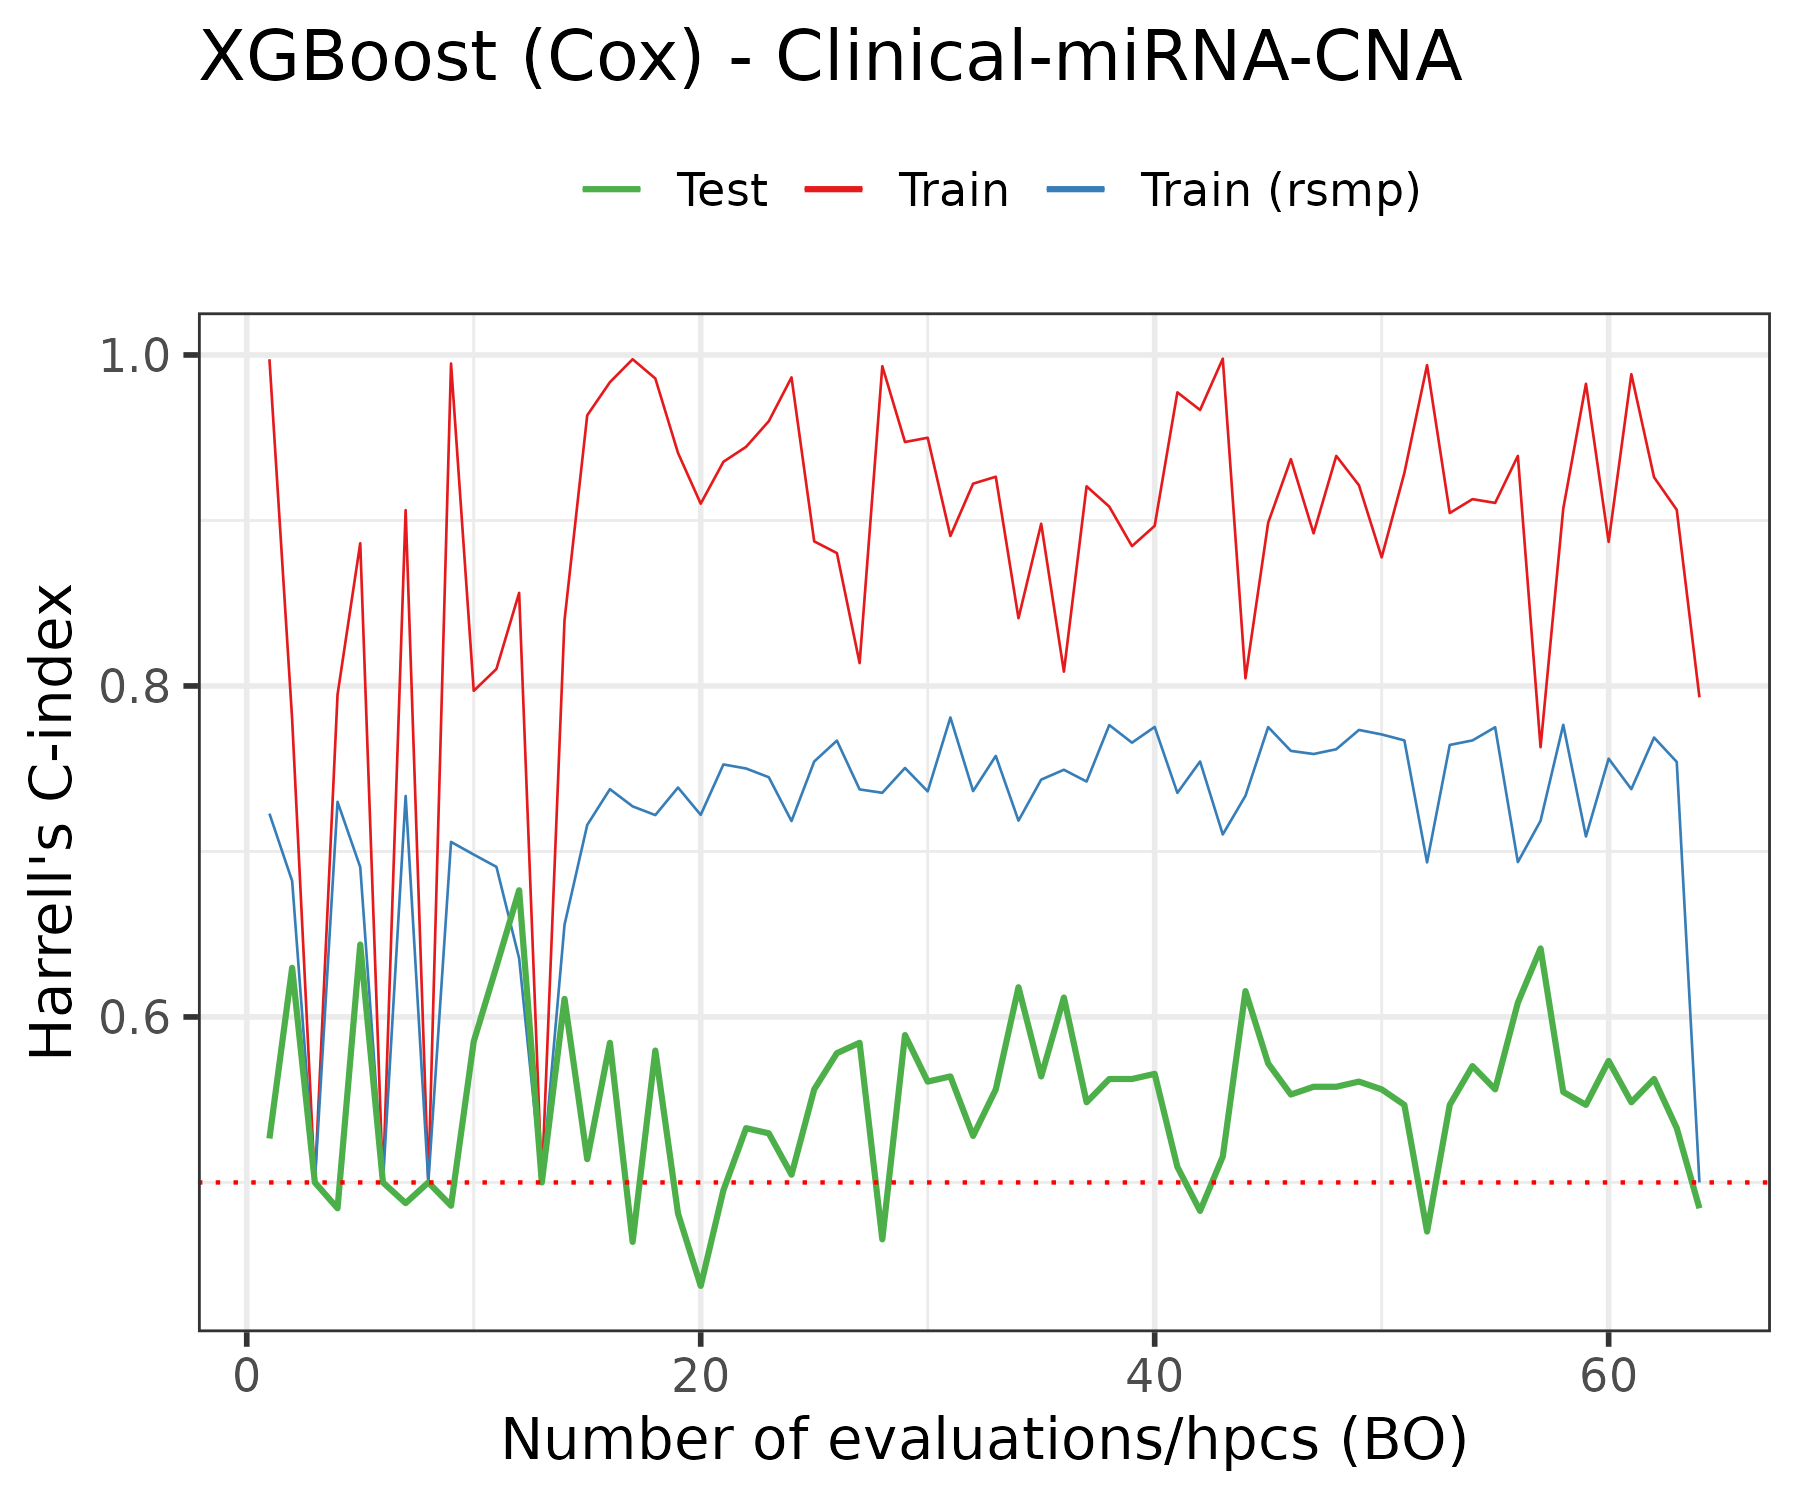 XGBoost (Cox) - Clinical-miRNA-CNA
Test Train Train (rsmp)
Harrell's C-index
1.0
0.8
0.6
0 20 40 60
Number of evaluations/hpcs (BO)